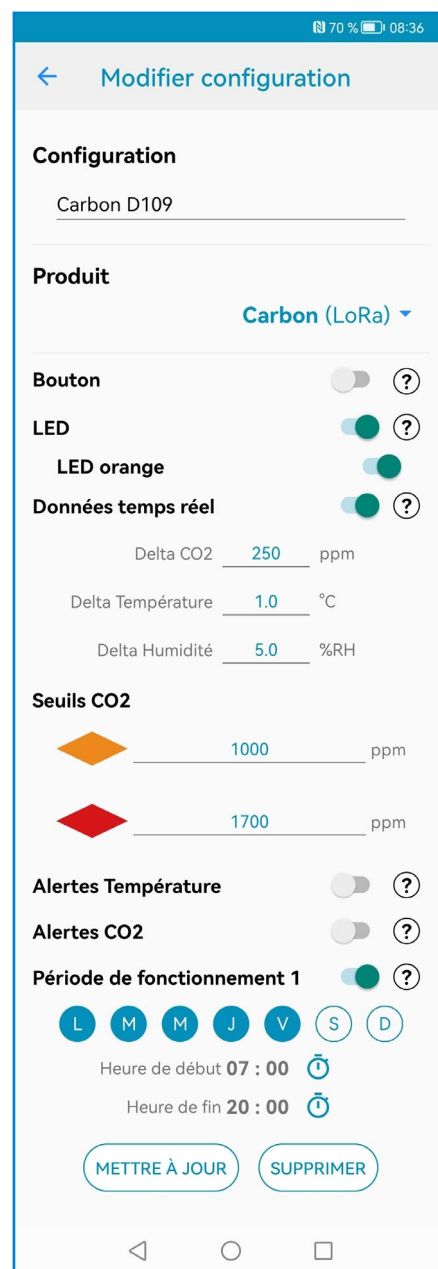 70 % 08:36
Modifier configuration
Configuration
Carbon D109
Produit
Carbon (LoRa)
Bouton ?
LED ?
LED orange
Données temps réel ?
Delta CO2 250 ppm
Delta Température 1.0 °C
Delta Humidité 5.0 %RH
Seuils CO2
1000 ppm
1700 ppm
Alertes Température ?
Alertes CO2 ?
Période de fonctionnement 1 ?
L M M J V S D
Heure de début 07 : 00
Heure de fin 20 : 00
METTRE À JOUR SUPPRIMER